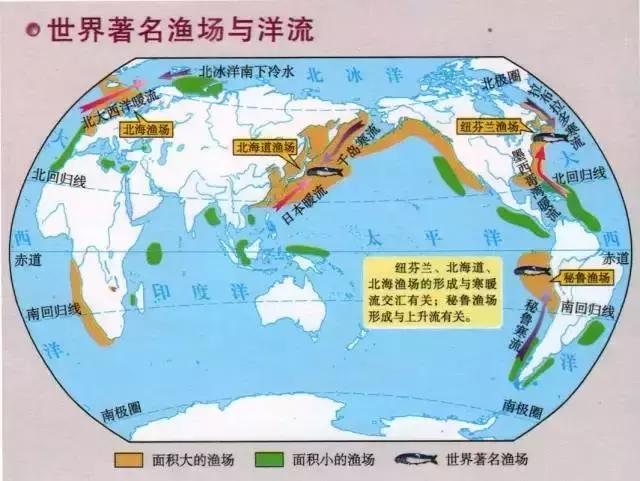 世界著名渔场与洋流
北冰洋南下冷水
北冰洋
北极圈
拉布拉多寒流
北大西洋暖流
北海渔场
北海道渔场
千岛寒流
纽芬兰渔场
墨西哥湾暖流
大
北回归线
北回归线
日本暖流
西
太平洋
西
赤道
赤道
纽芬兰、北海道、
北海渔场的形成与寒暖
流交汇有关；秘鲁渔场
形成与上升流有关。
秘鲁渔场
印度洋
南回归线
南回归线
秘鲁寒流
洋
洋
南极圈
南极圈
面积大的渔场
面积小的渔场
世界著名渔场